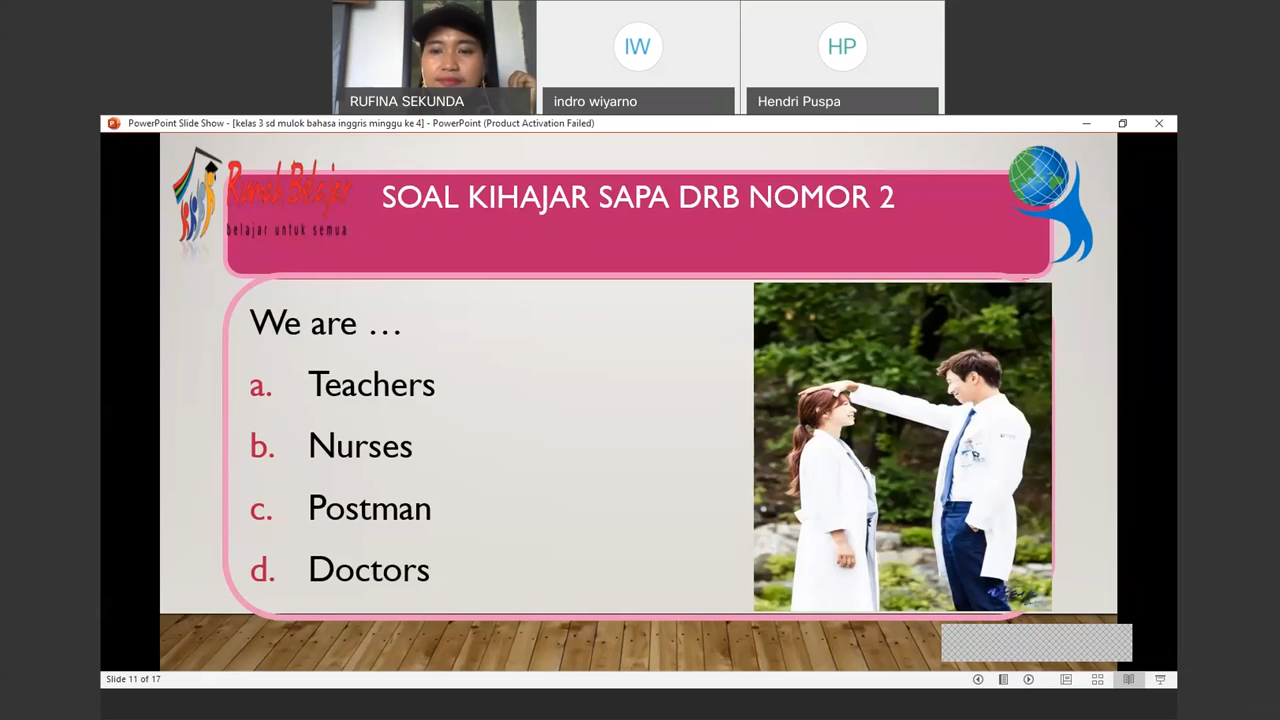 IW
HP
RUFINA SEKUNDA
indro wiyarno
Hendri Puspa
PowerPoint Slide Show - [kelas 3 sd mulok bahasa inggris minggu ke 4] - PowerPoint (Product Activation Failed)
Rumah Belajar
belajar untuk semua
SOAL KIHAJAR SAPA DRB NOMOR 2
We are …
a. Teachers
b. Nurses
c. Postman
d. Doctors
Slide 11 of 17